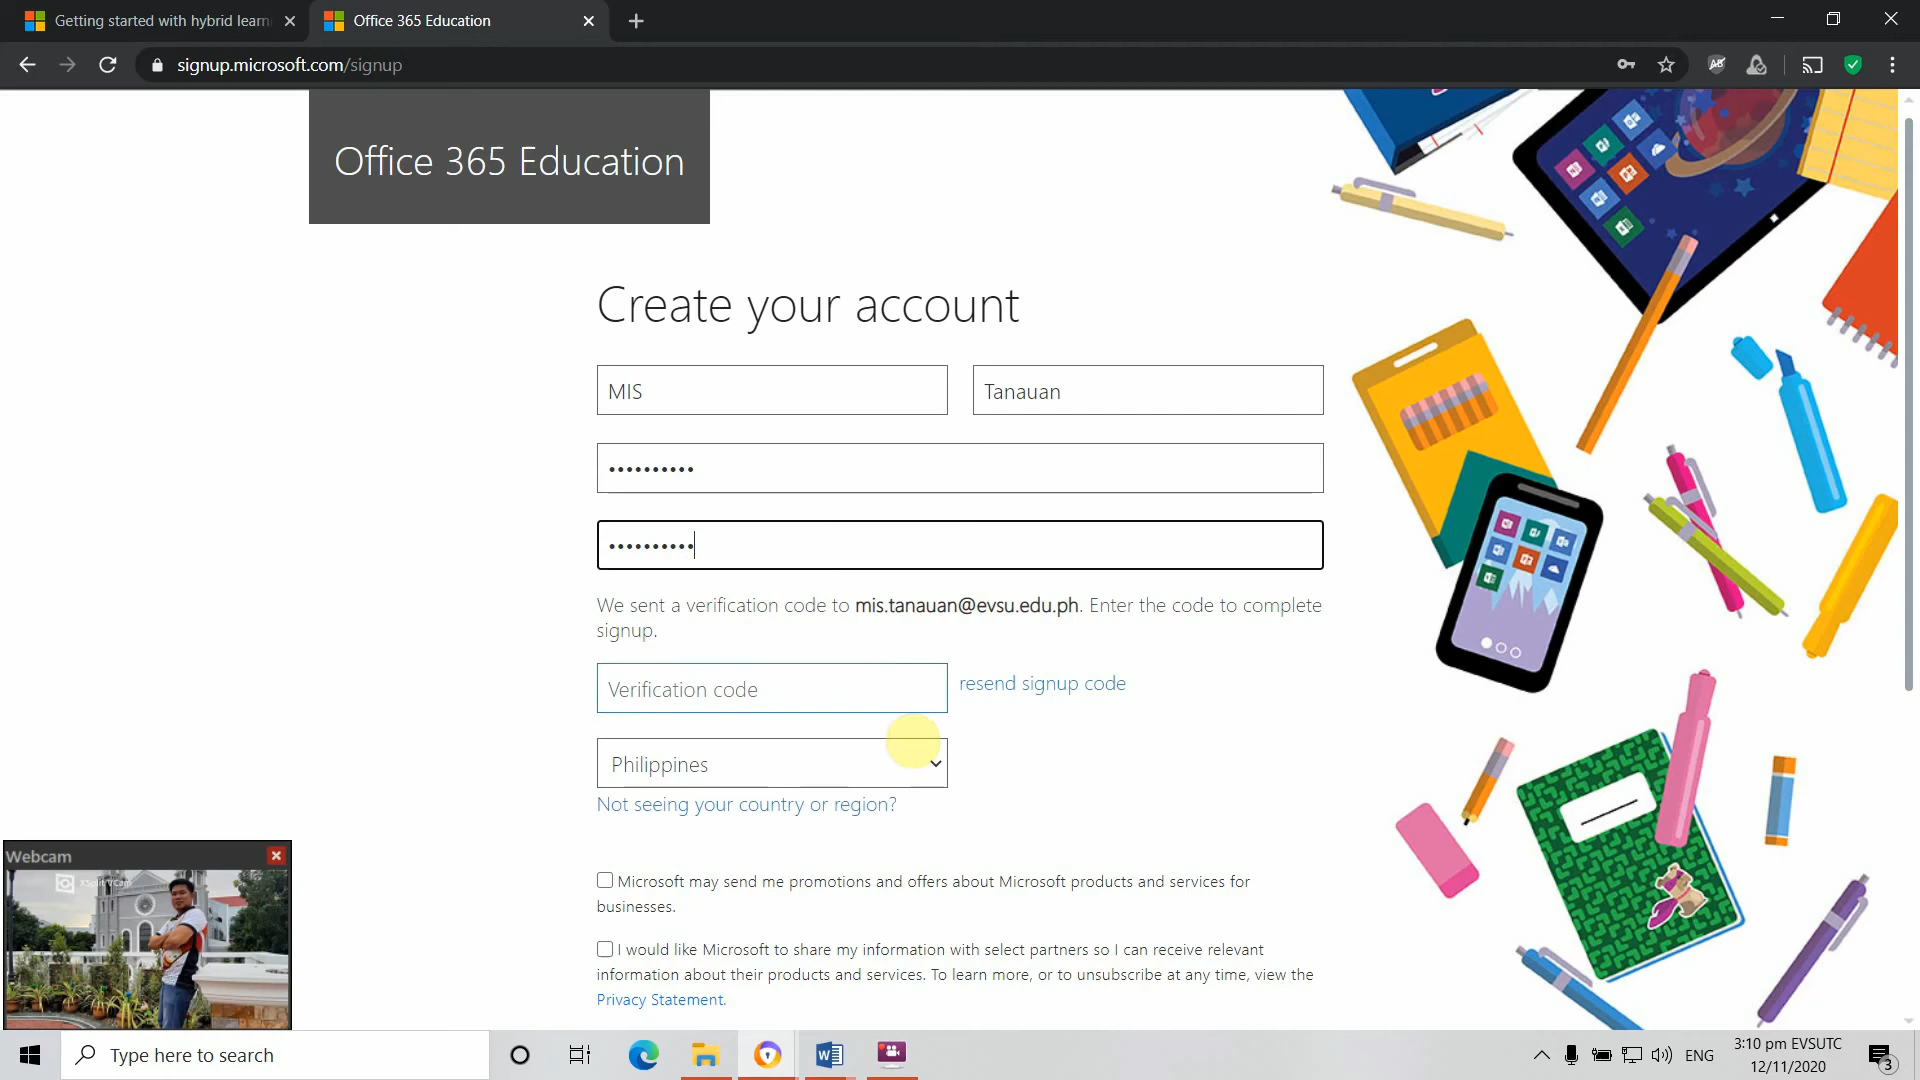 Getting started with hybrid learn
Office 365 Education
signup.microsoft.com/signup
Office 365 Education
Create your account
MIS
Tanauan
••••••••••
••••••••••
We sent a verification code to mis.tanauan@evsu.edu.ph. Enter the code to complete
signup.
Verification code
resend signup code
Philippines
Not seeing your country or region?
Microsoft may send me promotions and offers about Microsoft products and services for
businesses.
I would like Microsoft to share my information with select partners so I can receive relevant
information about their products and services. To learn more, or to unsubscribe at any time, view the
Privacy Statement.
Webcam
XSplit VCam
Type here to search
ENG
3:10 pm EVSUTC
12/11/2020
3